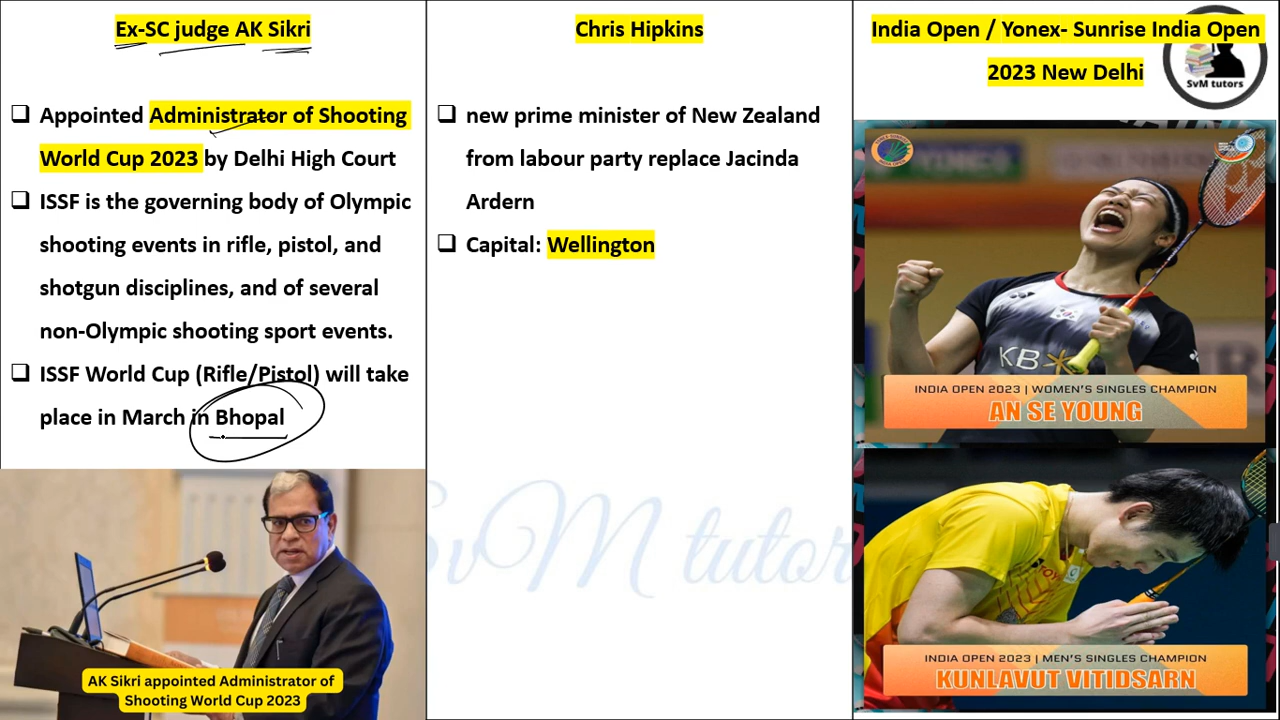 Ex-SC judge AK Sikri
❑ Appointed Administrator of Shooting
World Cup 2023 by Delhi High Court
❑ ISSF is the governing body of Olympic
shooting events in rifle, pistol, and
shotgun disciplines, and of several
non-Olympic shooting sport events.
❑ ISSF World Cup (Rifle/Pistol) will take
place in March in Bhopal
AK Sikri appointed Administrator of
Shooting World Cup 2023
Chris Hipkins
❑ new prime minister of New Zealand
from labour party replace Jacinda
Ardern
❑ Capital: Wellington
SvM tutor
India Open / Yonex- Sunrise India Open
2023 New Delhi
SvM tutors
KB
INDIA OPEN 2023 | WOMEN'S SINGLES CHAMPION
AN SE YOUNG
TOYO
INDIA OPEN 2023 | MEN'S SINGLES CHAMPION
KUNLAVUT VITIDSARN